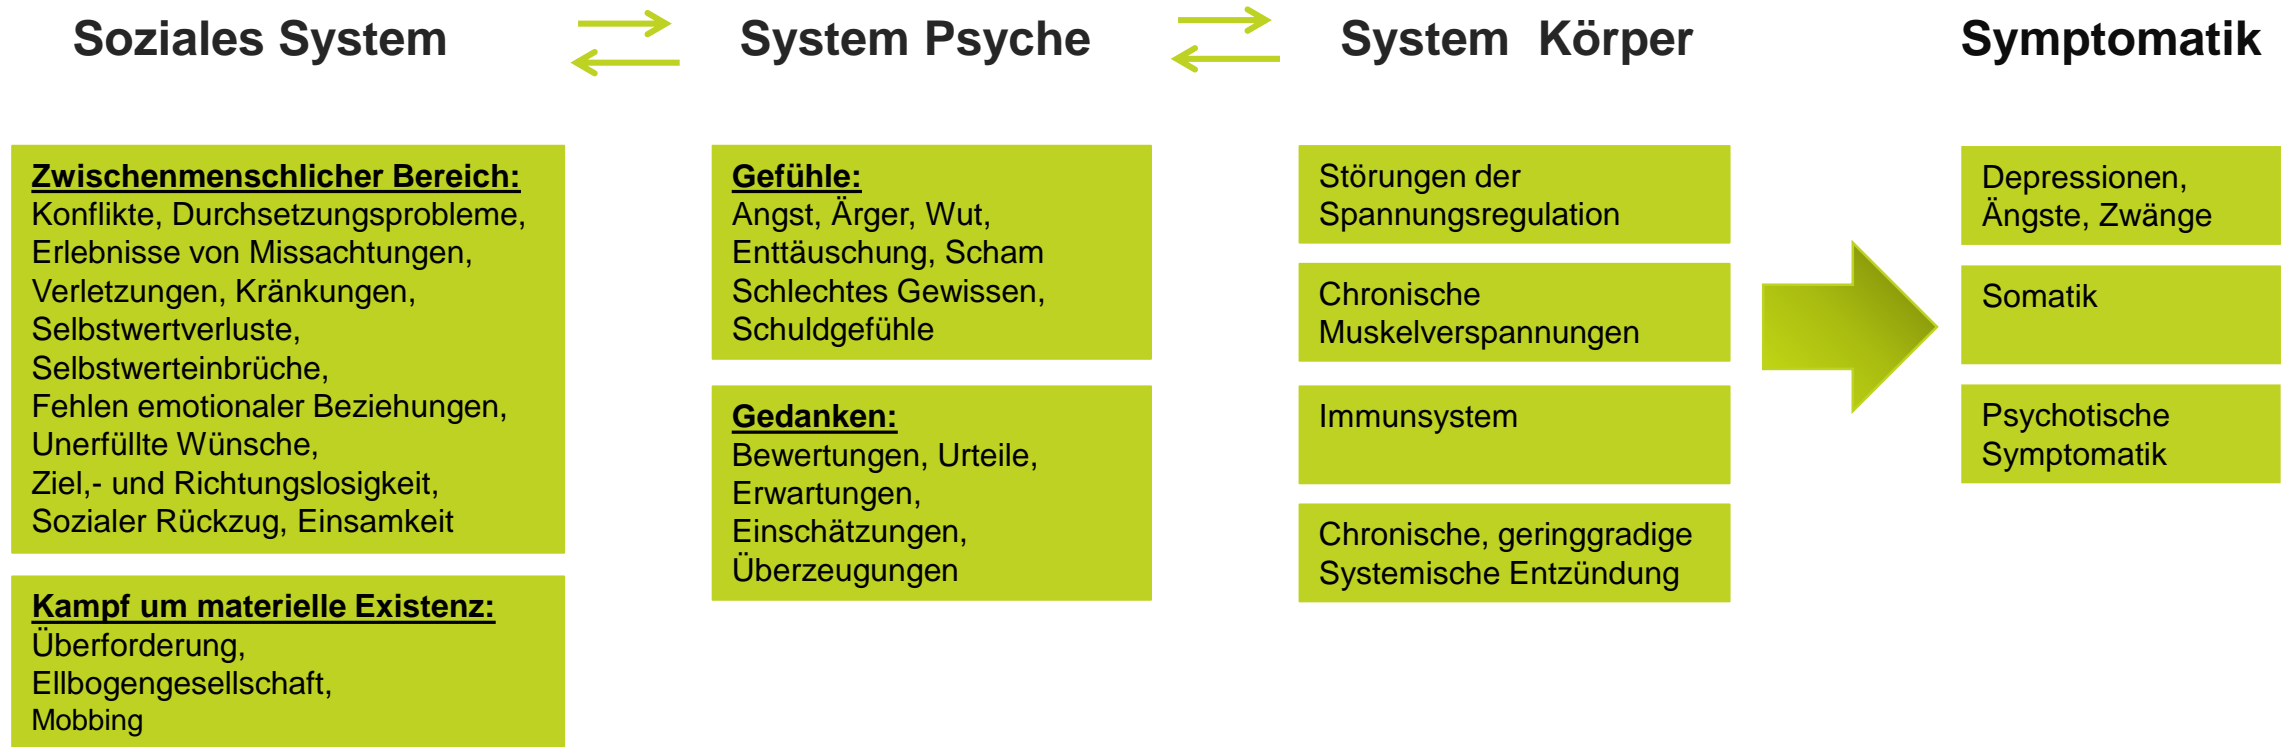 Soziales System
System Psyche
System Körper
Symptomatik
Zwischenmenschlicher Bereich:
Konflikte, Durchsetzungsprobleme,
Erlebnisse von Missachtungen,
Verletzungen, Kränkungen,
Selbstwertverluste,
Selbstwerteinbrüche,
Fehlen emotionaler Beziehungen,
Unerfüllte Wünsche,
Ziel,- und Richtungslosigkeit,
Sozialer Rückzug, Einsamkeit
Kampf um materielle Existenz:
Überforderung,
Ellbogengesellschaft,
Mobbing
Gefühle:
Angst, Ärger, Wut,
Enttäuschung, Scham
Schlechtes Gewissen,
Schuldgefühle
Gedanken:
Bewertungen, Urteile,
Erwartungen,
Einschätzungen,
Überzeugungen
Störungen der
Spannungsregulation
Chronische
Muskelverspannungen
Immunsystem
Chronische, geringgradige
Systemische Entzündung
Depressionen,
Ängste, Zwänge
Somatik
Psychotische
Symptomatik